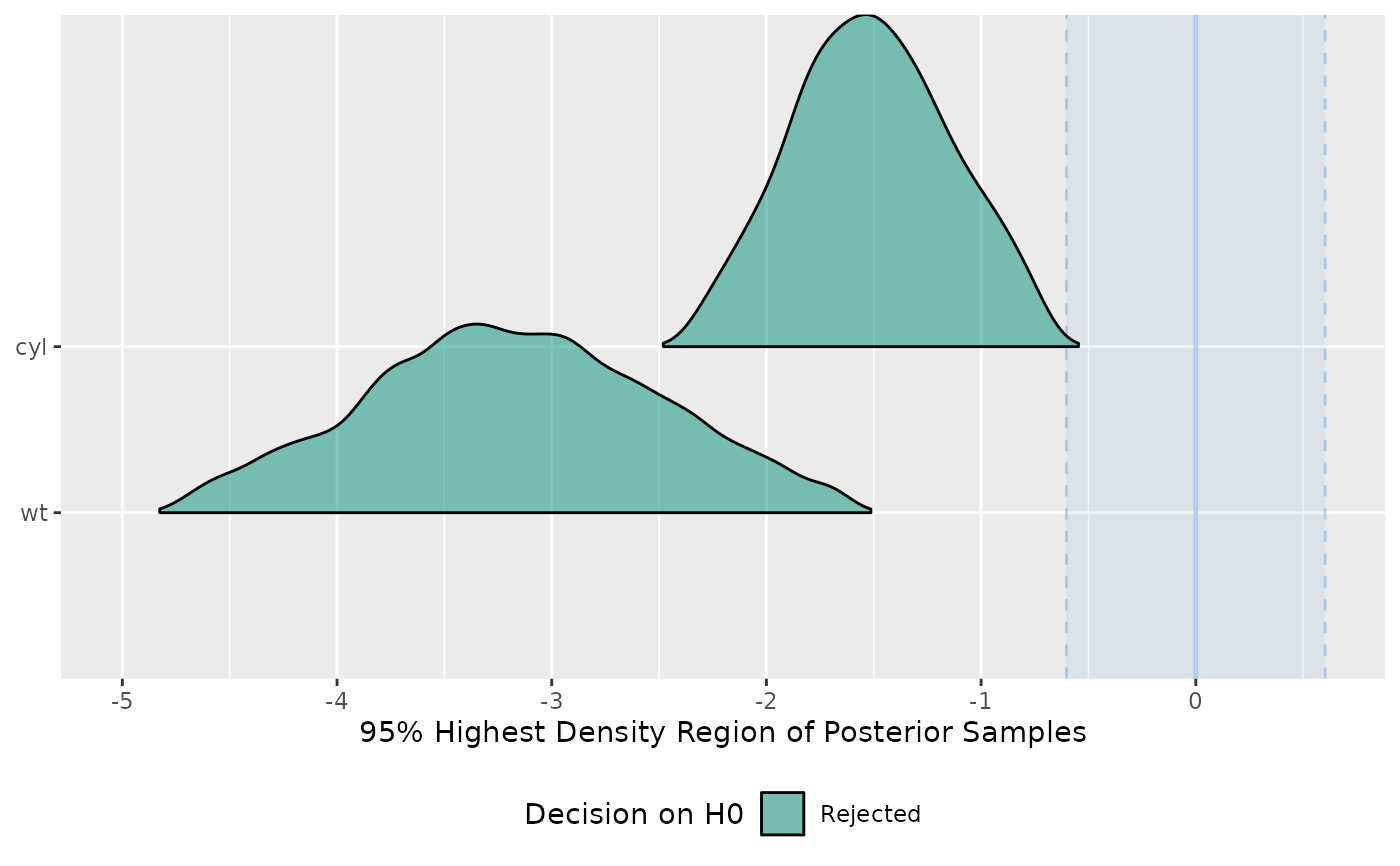 cyl
wt
-5 -4 -3 -2 -1 0
95% Highest Density Region of Posterior Samples
Decision on H0 Rejected